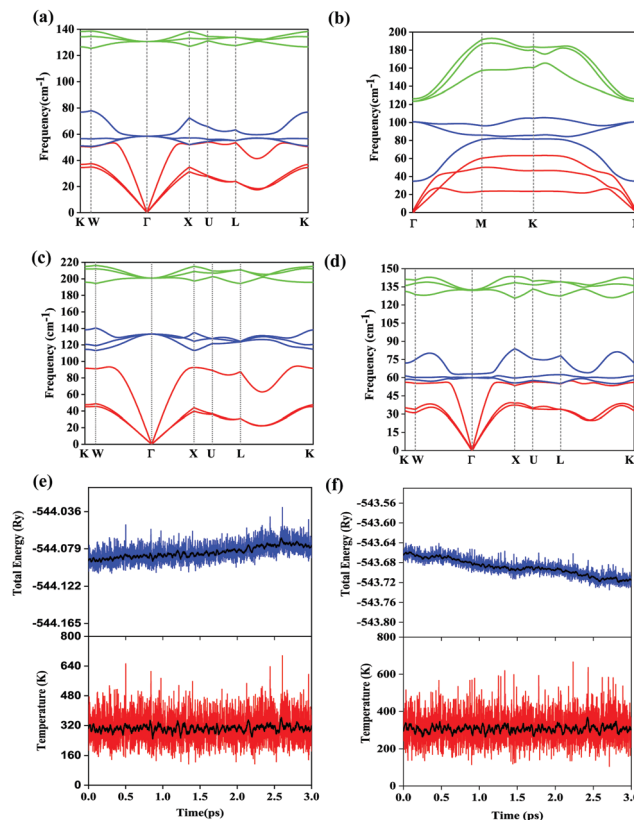 (a)
Frequency(cm⁻¹)
140
120
100
80
60
40
20
0
K W Γ X U L K
(b)
Frequency (cm⁻¹)
200
180
160
140
120
100
80
60
40
20
0
Γ M K
(c)
Frequency (cm⁻¹)
220
200
180
160
140
120
100
80
60
40
20
0
K W Γ X U L K
(d)
Frequency (cm⁻¹)
150
135
120
105
90
75
60
45
30
15
0
K W Γ X U L K
(e)
Total Energy (Ry)
-544.036
-544.079
-544.122
-544.165
Temperature (K)
800
640
480
320
160
0.0 0.5 1.0 1.5 2.0 2.5 3.0
Time(ps)
(f)
Total Energy (Ry)
-543.56
-543.60
-543.64
-543.68
-543.72
-543.76
-543.80
Temperature (K)
800
600
400
200
0
0.0 0.5 1.0 1.5 2.0 2.5 3.0
Time (ps)